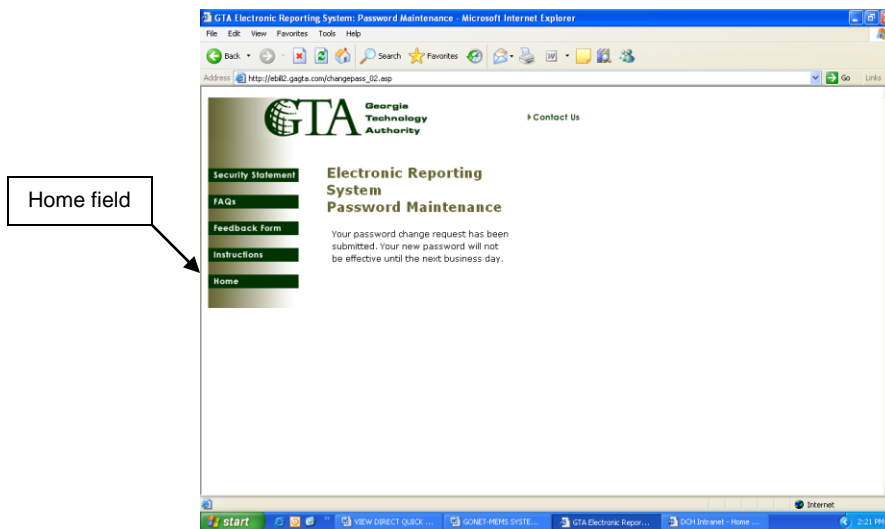 GTA Electronic Reporting System: Password Maintenance - Microsoft Internet Explorer
File Edit View Favorites Tools Help
Back Search Favorites
Address http://ebill2.gagta.com/changepass_02.asp Go Links
GTA
Georgia
Technology
Authority
Contact Us
Security Statement
FAQs
Feedback Form
Instructions
Home
Electronic Reporting
System
Password Maintenance
Your password change request has been
submitted. Your new password will not
be effective until the next business day.
Home field
Internet
start VIEW DIRECT QUICK ... GONET-MEMS SYSTE... GTA Electronic Repor... DCH Intranet - Home ... 2:21 PM